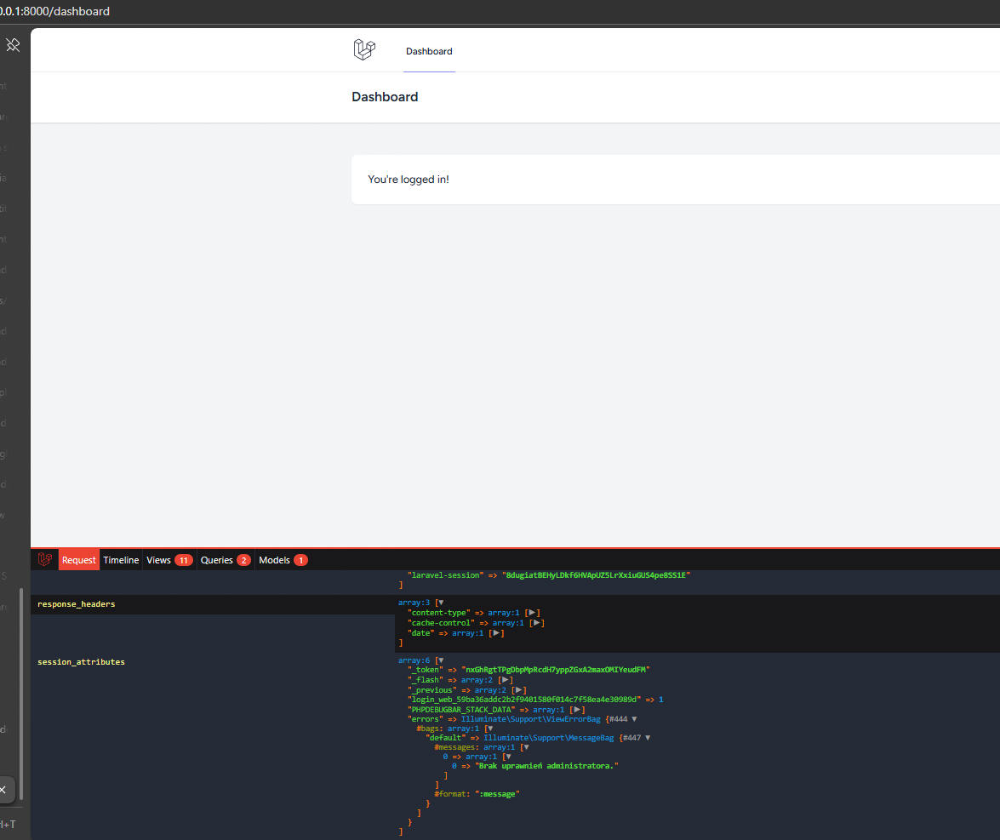 0.0.1:8000/dashboard
Dashboard
Dashboard
You're logged in!
Request Timeline Views 11 Queries 2 Models 1
"laravel-session" => "8dugiatBEHyLDkf6HVApUZ5LrXxiuGUS4pe8SS1E"
]
response_headers
array:3 [▼
"content-type" => array:1 [▶]
"cache-control" => array:1 [▶]
"date" => array:1 [▶]
]
session_attributes
array:6 [▼
"_token" => "nxGhRgtTPgDbpMpRcdH7yppZGxA2maxOMIYeudFM"
"_flash" => array:2 [▶]
"_previous" => array:2 [▶]
"login_web_59ba36addc2b2f9401580f014c7f58ea4e30989d" => 1
"PHPDEBUGBAR_STACK_DATA" => array:1 [▶]
"errors" => Illuminate\Support\ViewErrorBag {#444 ▼
#bags: array:1 [▼
"default" => Illuminate\Support\MessageBag {#447 ▼
#messages: array:1 [▼
0 => array:1 [▼
0 => "Brak uprawnień administratora."
]
]
#format: ":message"
}
]
}
]